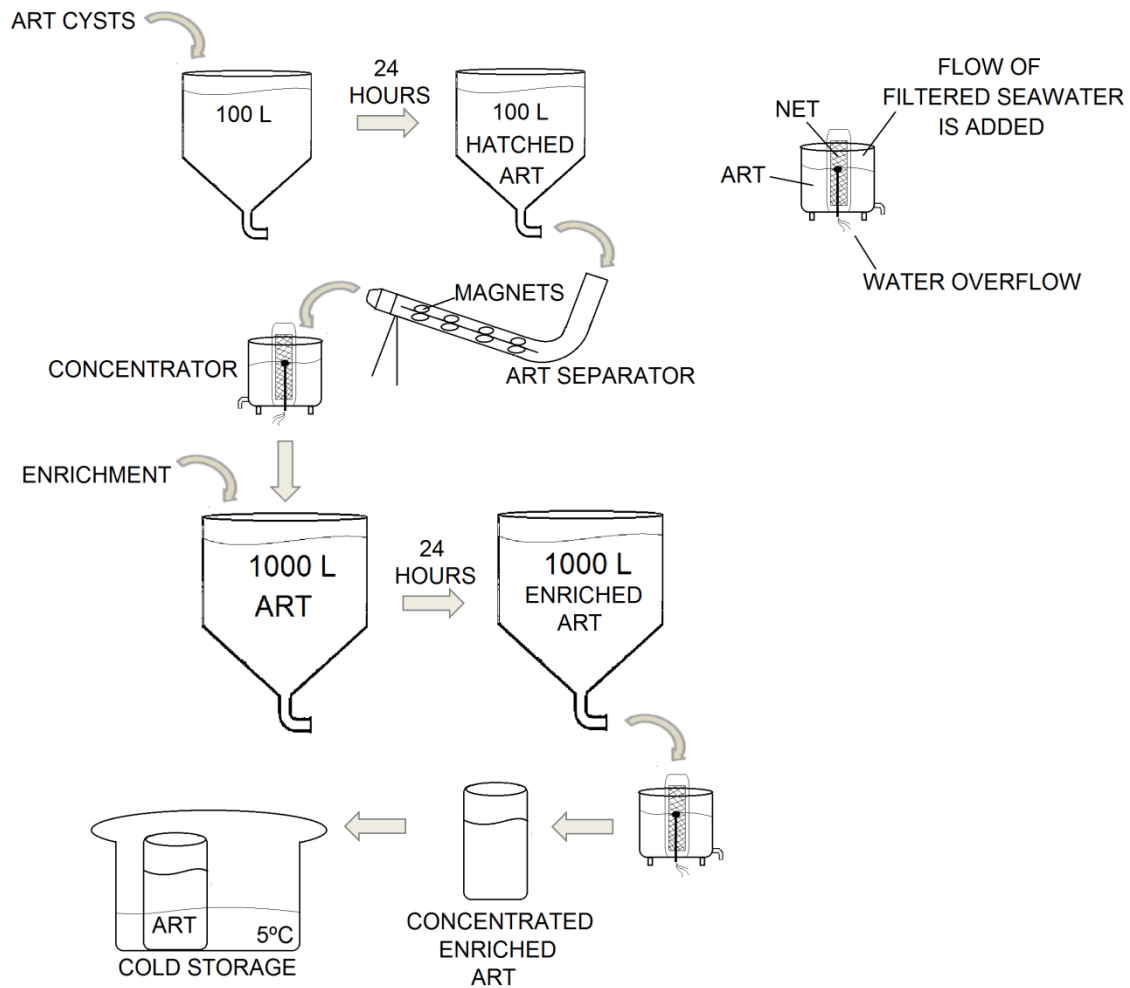 ART CYSTS
100 L
24
HOURS
100 L
HATCHED
ART
FLOW OF
FILTERED SEAWATER
IS ADDED
NET
ART
WATER OVERFLOW
MAGNETS
ART SEPARATOR
CONCENTRATOR
ENRICHMENT
1000 L
ART
24
HOURS
1000 L
ENRICHED
ART
ART
5ºC
COLD STORAGE
CONCENTRATED
ENRICHED
ART